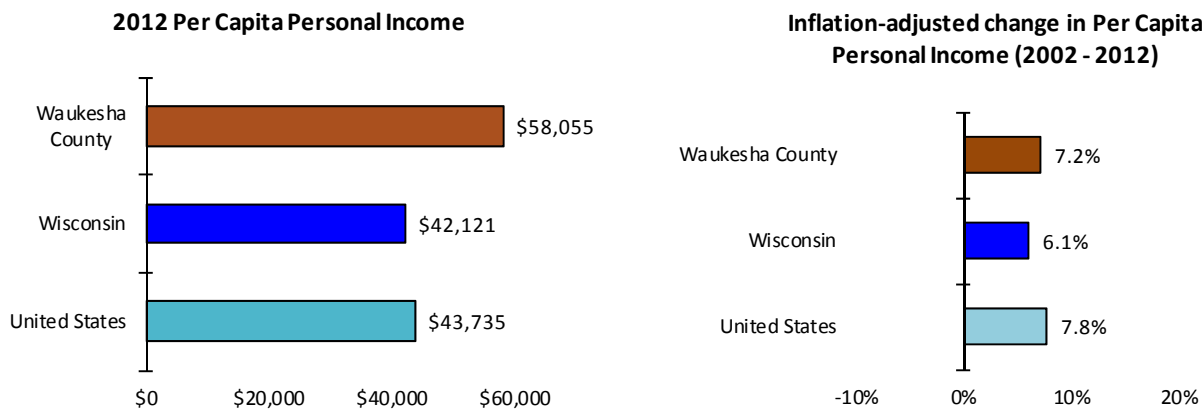 2012 Per Capita Personal Income
Waukesha
County
$58,055
Wisconsin
$42,121
United States
$43,735
$0 $20,000 $40,000 $60,000
Inflation-adjusted change in Per Capita
Personal Income (2002 - 2012)
Waukesha County
7.2%
Wisconsin
6.1%
United States
7.8%
-10% 0% 10% 20%